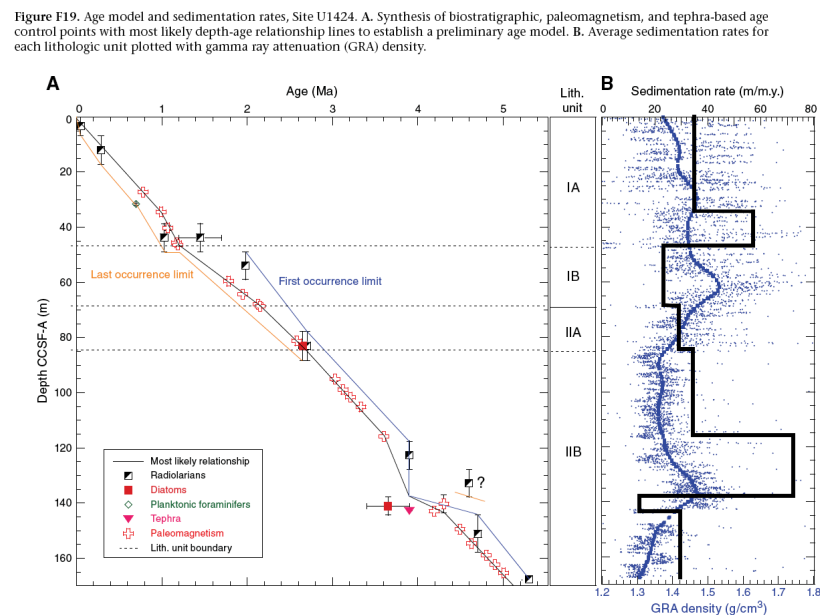 Figure F19. Age model and sedimentation rates, Site U1424. A. Synthesis of biostratigraphic, paleomagnetism, and tephra-based age
control points with most likely depth-age relationship lines to establish a preliminary age model. B. Average sedimentation rates for
each lithologic unit plotted with gamma ray attenuation (GRA) density.
A
Age (Ma)
0 1 2 3 4 5
Depth CCSF-A (m)
0
20
40
60
80
100
120
140
160
Last occurrence limit
First occurrence limit
?
Most likely relationship
Radiolarians
Diatoms
Planktonic foraminifers
Tephra
Paleomagnetism
Lith. unit boundary
Lith.
unit
IA
IB
IIA
IIB
B
Sedimentation rate (m/m.y.)
0 20 40 60 80
1.2 1.3 1.4 1.5 1.6 1.7 1.8
GRA density (g/cm³)